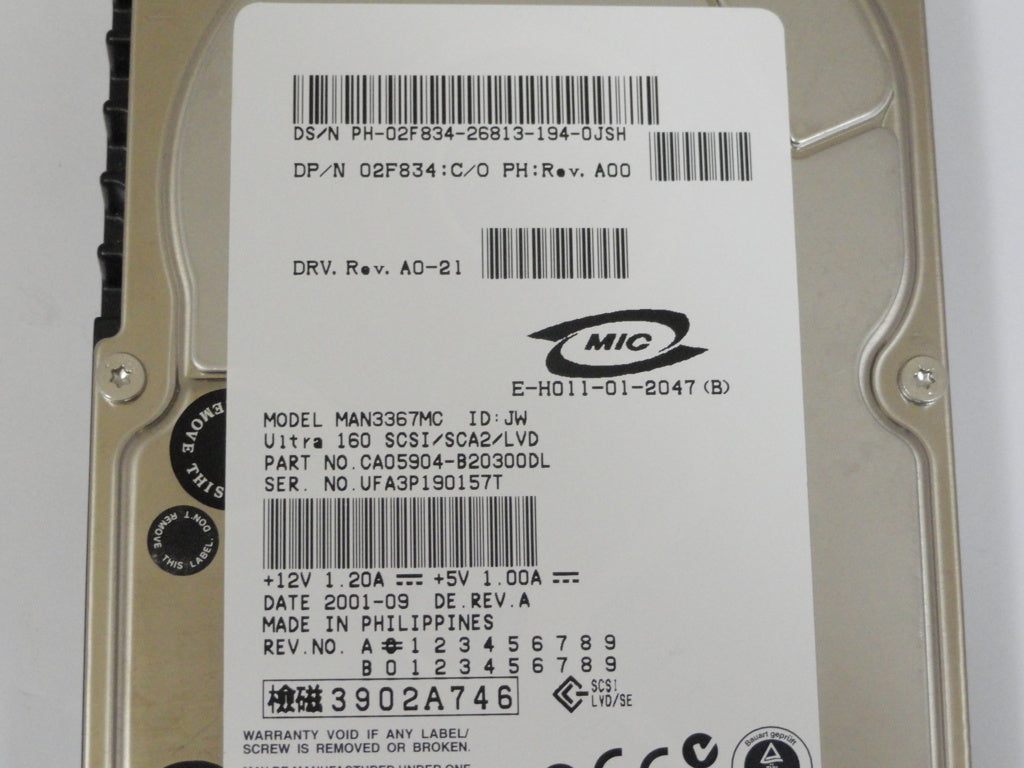 DS/N PH-02F834-26813-194-0JSH
DP/N 02F834:C/O PH:Rev. A00
DRV. Rev. A0-21
MIC
E-H011-01-2047 (B)
MODEL MAN3367MC ID:JW
Ultra 160 SCSI/SCA2/LVD
PART NO.CA05904-B20300DL
SER. NO.UFA3P190157T
+12V 1.20A +5V 1.00A
DATE 2001-09 DE.REV.A
MADE IN PHILIPPINES
REV.NO. A 0 1 2 3 4 5 6 7 8 9
B 0 1 2 3 4 5 6 7 8 9
檢磁 3902A746
SCSI
LVD/SE
WARRANTY VOID IF ANY LABEL/
SCREW IS REMOVED OR BROKEN.
Bauart geprüft
EMOVE THIS
DON'T REMOVE THIS LABEL.